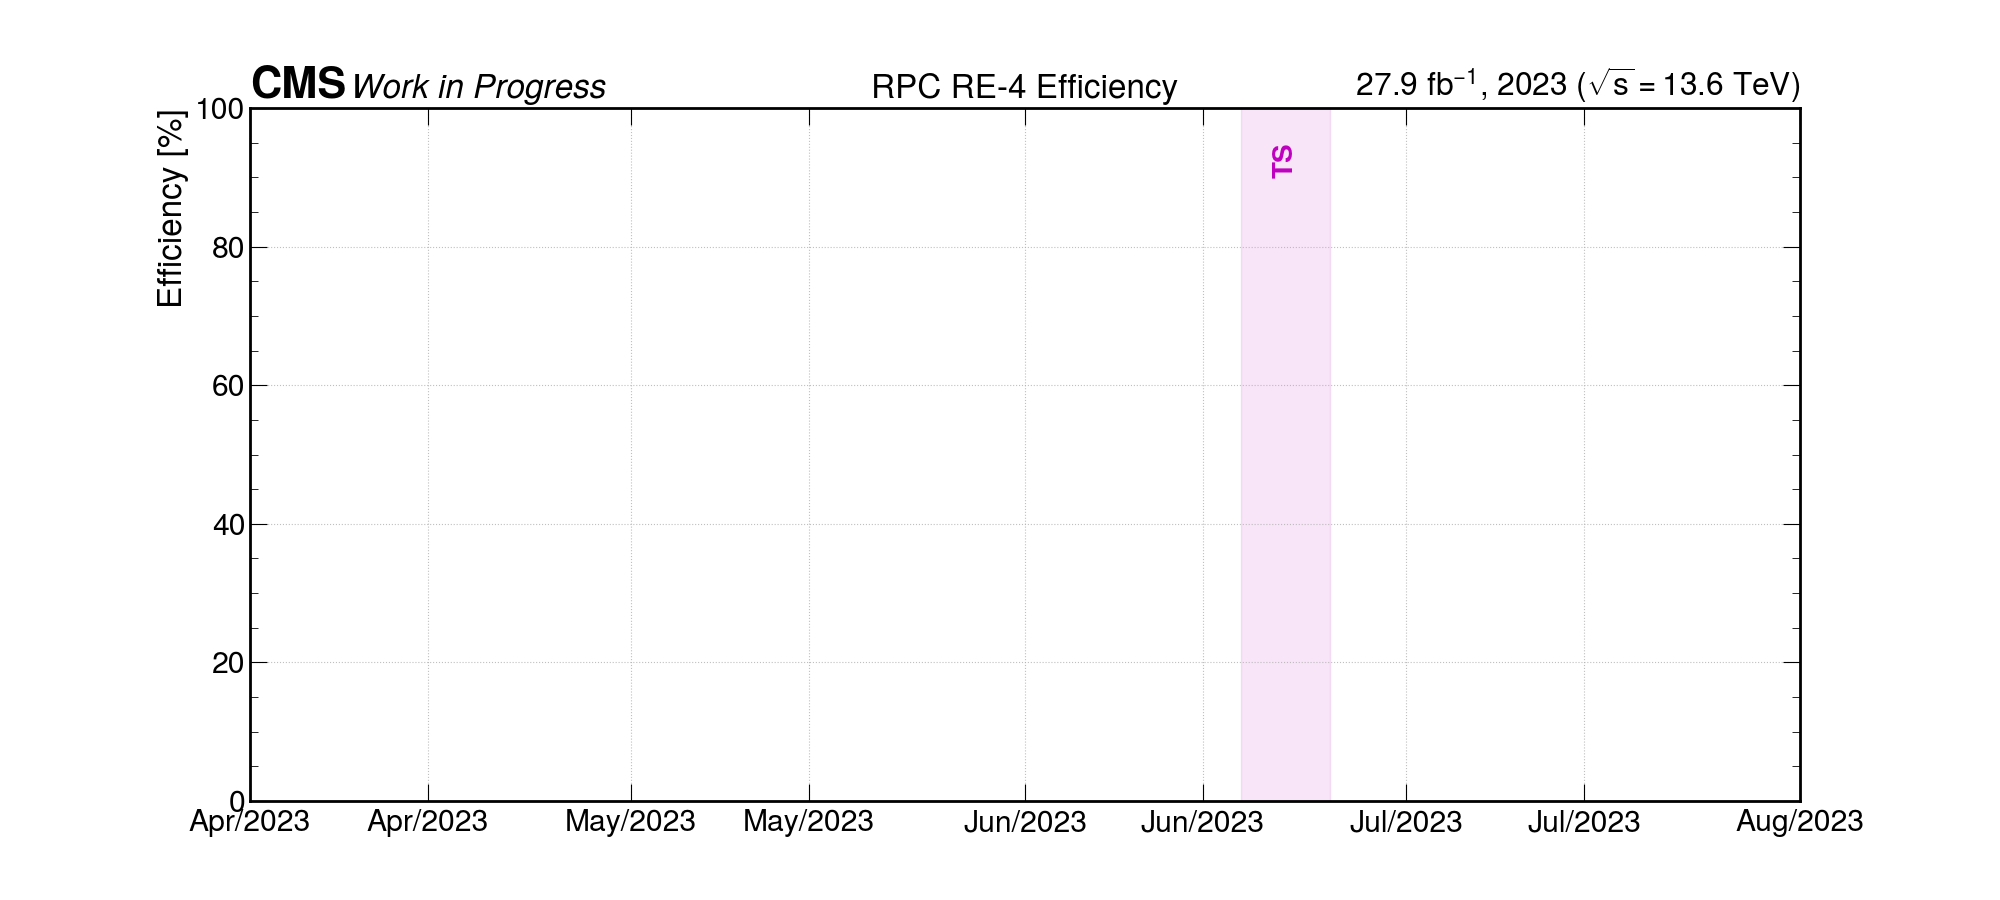 CMS Work in Progress RPC RE-4 Efficiency 27.9 fb⁻¹, 2023 (√s = 13.6 TeV)
Efficiency [%]
100
80
60
40
20
0
TS
Apr/2023 Apr/2023 May/2023 May/2023 Jun/2023 Jun/2023 Jul/2023 Jul/2023 Aug/2023